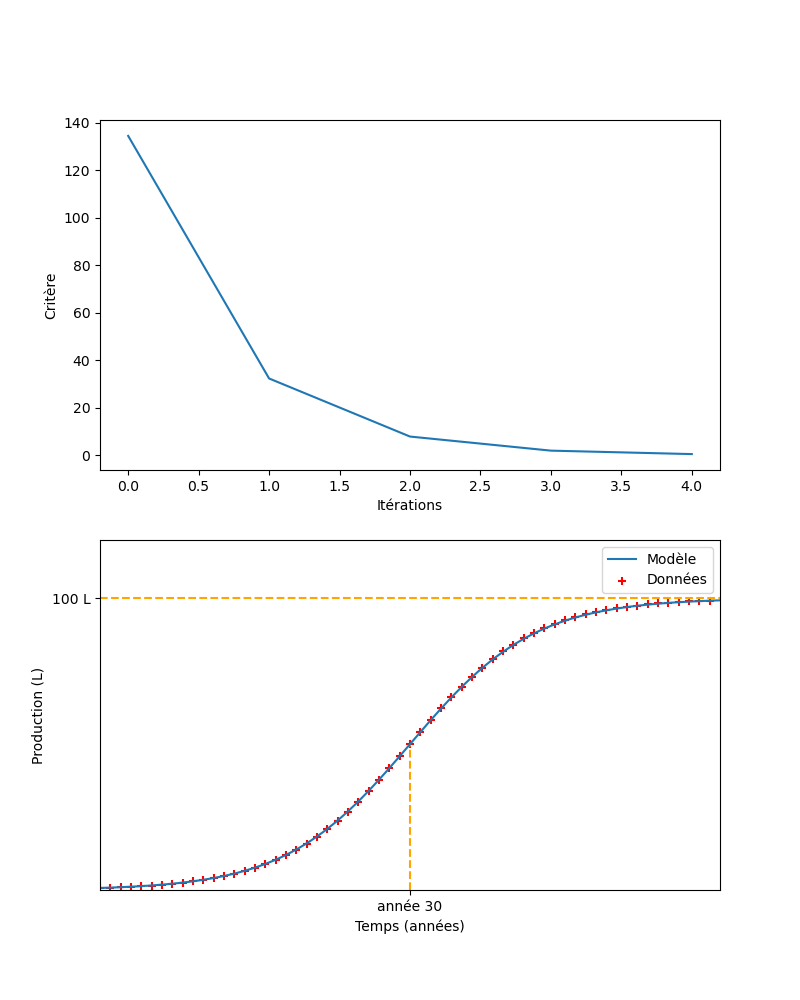 140
120
100
80
60
40
20
0
Critère
0.0 0.5 1.0 1.5 2.0 2.5 3.0 3.5 4.0
Itérations
Modèle
Données
100 L
Production (L)
année 30
Temps (années)